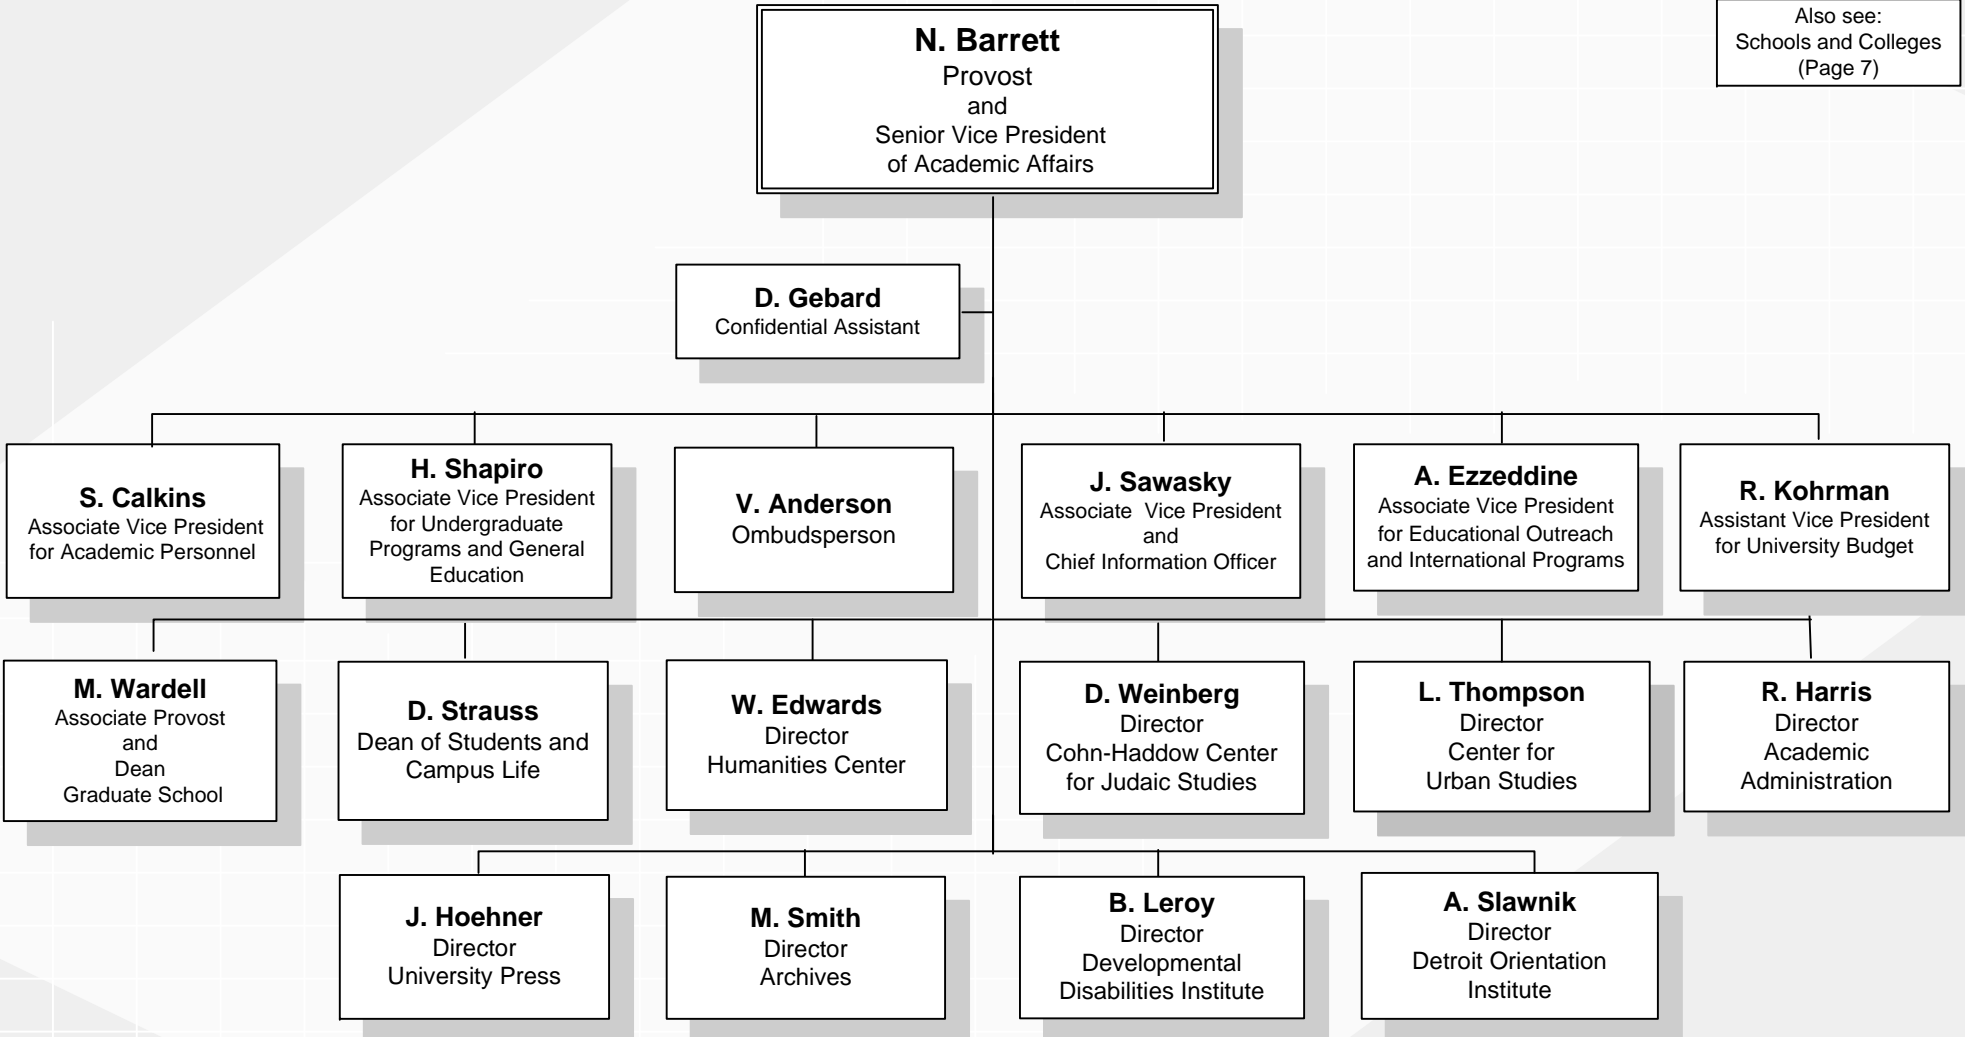 N. Barrett
Provost
and
Senior Vice President
of Academic Affairs
Also see:
Schools and Colleges
(Page 7)
D. Gebard
Confidential Assistant
S. Calkins
Associate Vice President
for Academic Personnel
H. Shapiro
Associate Vice President
for Undergraduate
Programs and General
Education
V. Anderson
Ombudsperson
J. Sawasky
Associate Vice President
and
Chief Information Officer
A. Ezzeddine
Associate Vice President
for Educational Outreach
and International Programs
R. Kohrman
Assistant Vice President
for University Budget
M. Wardell
Associate Provost
and
Dean
Graduate School
D. Strauss
Dean of Students and
Campus Life
W. Edwards
Director
Humanities Center
D. Weinberg
Director
Cohn-Haddow Center
for Judaic Studies
L. Thompson
Director
Center for
Urban Studies
R. Harris
Director
Academic
Administration
J. Hoehner
Director
University Press
M. Smith
Director
Archives
B. Leroy
Director
Developmental
Disabilities Institute
A. Slawnik
Director
Detroit Orientation
Institute